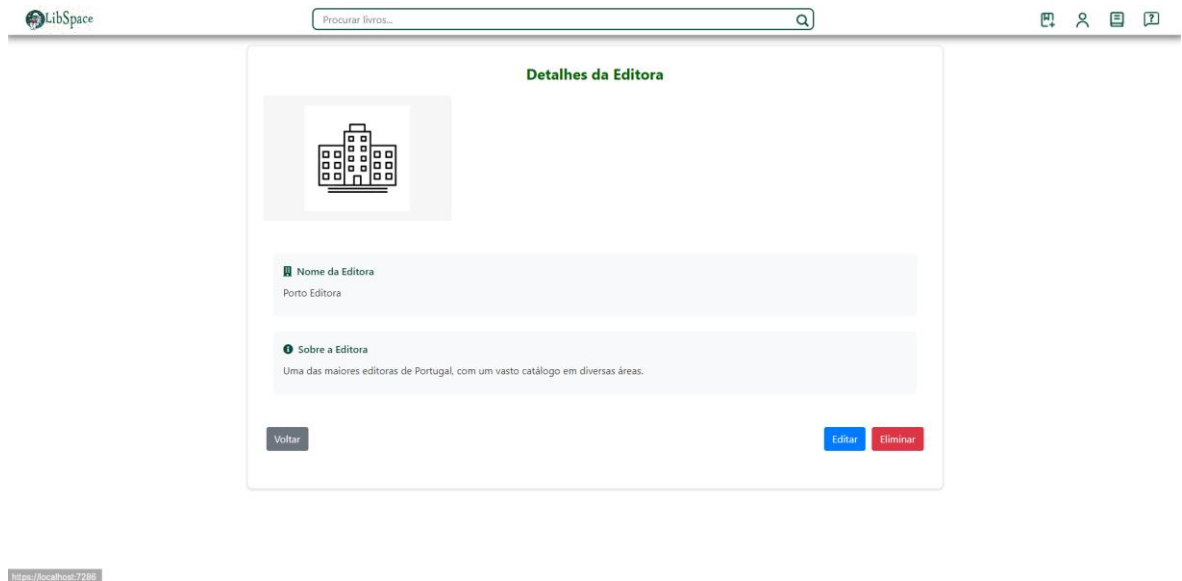 LibSpace
Procurar livros...
Detalhes da Editora
Nome da Editora
Porto Editora
Sobre a Editora
Uma das maiores editoras de Portugal, com um vasto catálogo em diversas áreas.
Voltar
Editar
Eliminar
https://localhost:7286